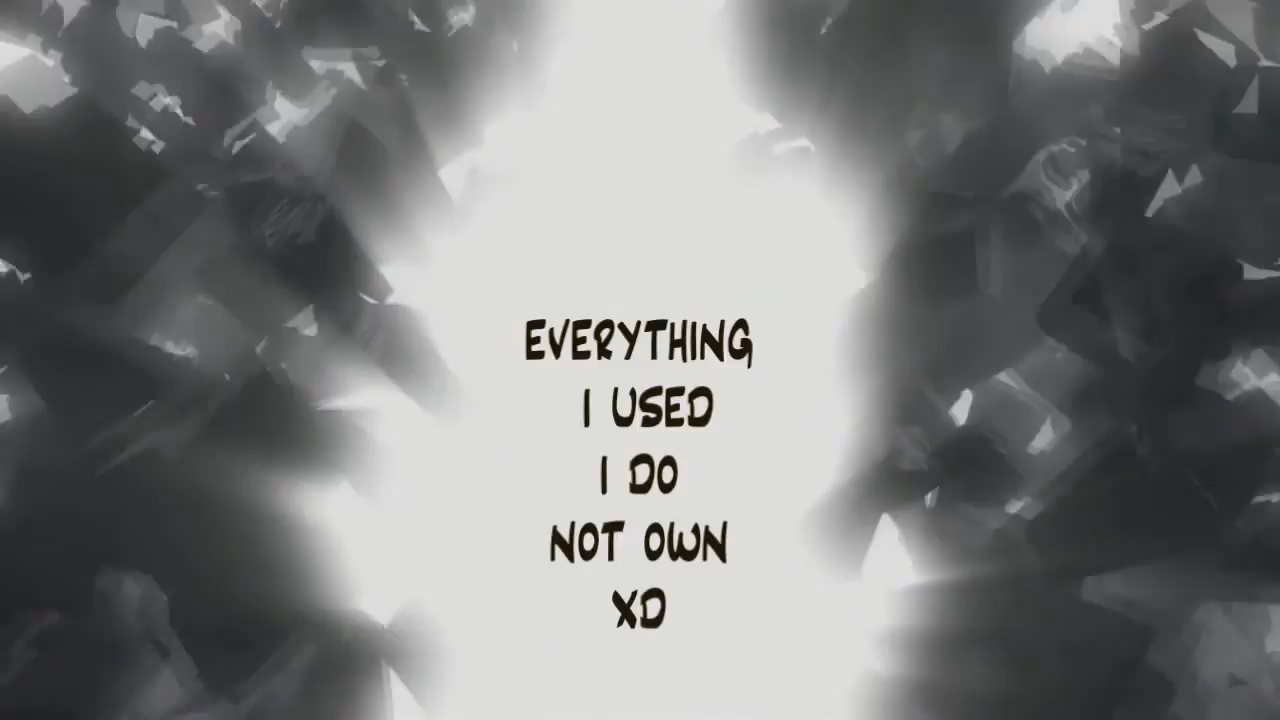 EVERYTHING
I USED
I DO
NOT OWN
XD